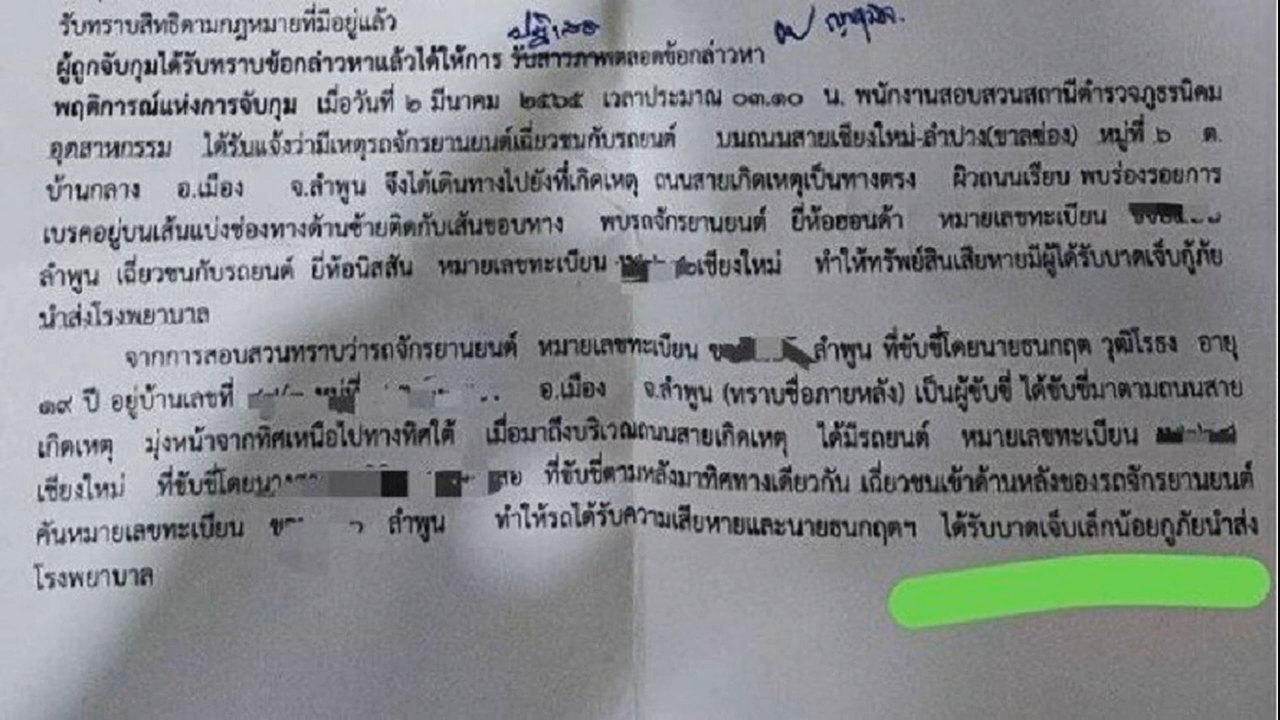 รับทราบสิทธิตามกฎหมายที่มีอยู่แล้ว
ปฏิเสธ
ผู้ถูกจับกุมได้รับทราบข้อกล่าวหาแล้วได้ให้การ รับสารภาพตลอดข้อกล่าวหา
พฤติการณ์แห่งการจับกุม เมื่อวันที่ ๒ มีนาคม ๒๕๖๕ เวลาประมาณ ๐๓.๑๐ น. พนักงานสอบสวนสถานีตำรวจภูธรนิคม
อุตสาหกรรม ได้รับแจ้งว่ามีเหตุรถจักรยานยนต์เฉี่ยวชนกับรถยนต์ บนถนนสายเชียงใหม่-ลำปาง(ขาล่อง) หมู่ที่ ๖ ต.
บ้านกลาง อ.เมือง จ.ลำพูน จึงได้เดินทางไปยังที่เกิดเหตุ ถนนสายเกิดเหตุเป็นทางตรง ผิวถนนเรียบ พบร่องรอยการ
เบรคอยู่บนเส้นแบ่งช่องทางด้านซ้ายติดกับเส้นขอบทาง พบรถจักรยานยนต์ ยี่ห้อฮอนด้า หมายเลขทะเบียน
ลำพูน เฉี่ยวชนกับรถยนต์ ยี่ห้อนิสสัน หมายเลขทะเบียน เชียงใหม่ ทำให้ทรัพย์สินเสียหายมีผู้ได้รับบาดเจ็บกู้ภัย
นำส่งโรงพยาบาล
จากการสอบสวนทราบว่ารถจักรยานยนต์ หมายเลขทะเบียน ข ลำพูน ที่ขับขี่โดยนายธนกฤต วุฒิโรธง อายุ
๑๙ ปี อยู่บ้านเลขที่ หมู่ที่ อ.เมือง จ.ลำพูน (ทราบชื่อภายหลัง) เป็นผู้ขับขี่ ได้ขับขี่มาตามถนนสาย
เกิดเหตุ มุ่งหน้าจากทิศเหนือไปทางทิศใต้ เมื่อมาถึงบริเวณถนนสายเกิดเหตุ ได้มีรถยนต์ หมายเลขทะเบียน
เชียงใหม่ ที่ขับขี่โดยนาง ที่ขับขี่ตามหลังมาทิศทางเดียวกัน เฉี่ยวชนเข้าด้านหลังของรถจักรยานยนต์
คันหมายเลขทะเบียน ข ลำพูน ทำให้รถได้รับความเสียหายและนายธนกฤตฯ ได้รับบาดเจ็บเล็กน้อยกูภัยนำส่ง
โรงพยาบาล